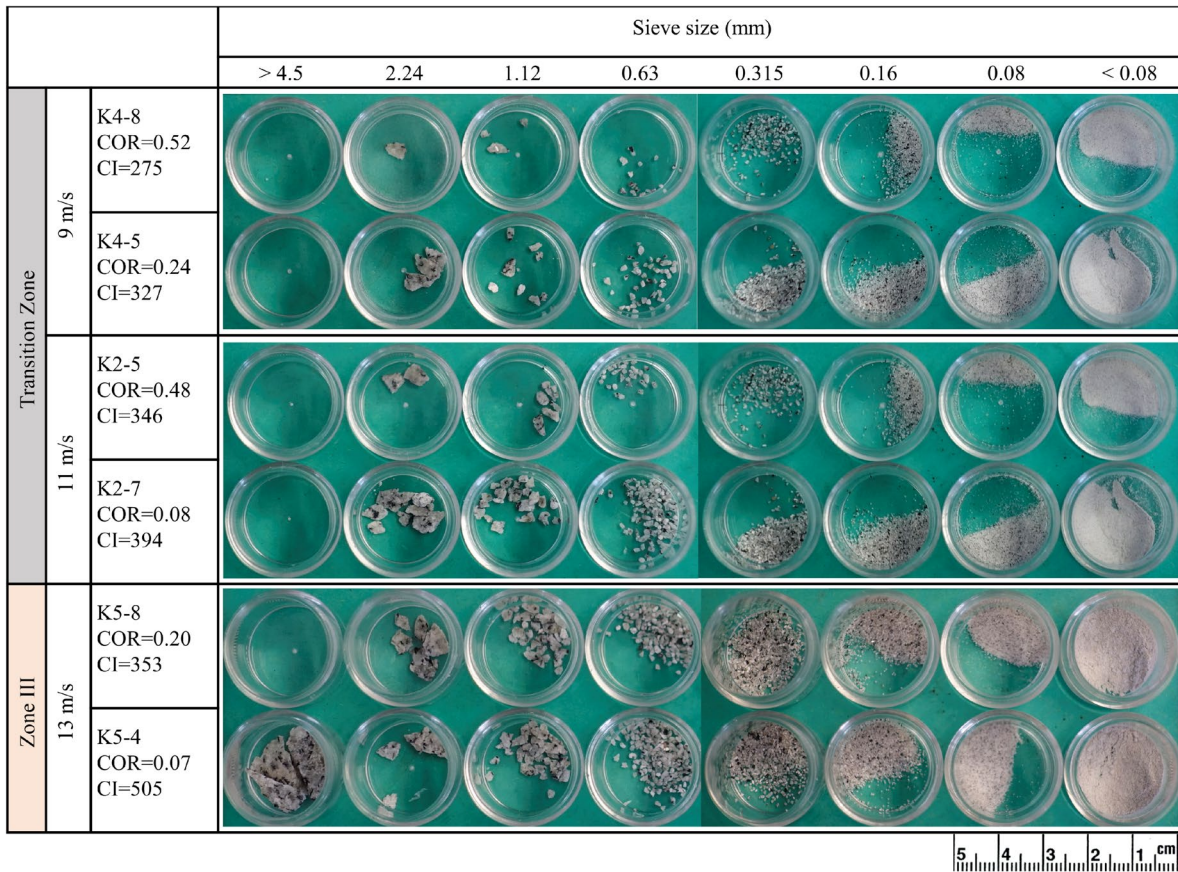 Sieve size (mm)
> 4.5 2.24 1.12 0.63 0.315 0.16 0.08 < 0.08
Transition Zone
9 m/s
K4-8
COR=0.52
CI=275
K4-5
COR=0.24
CI=327
11 m/s
K2-5
COR=0.48
CI=346
K2-7
COR=0.08
CI=394
Zone III
13 m/s
K5-8
COR=0.20
CI=353
K5-4
COR=0.07
CI=505
5 4 3 2 1 cm